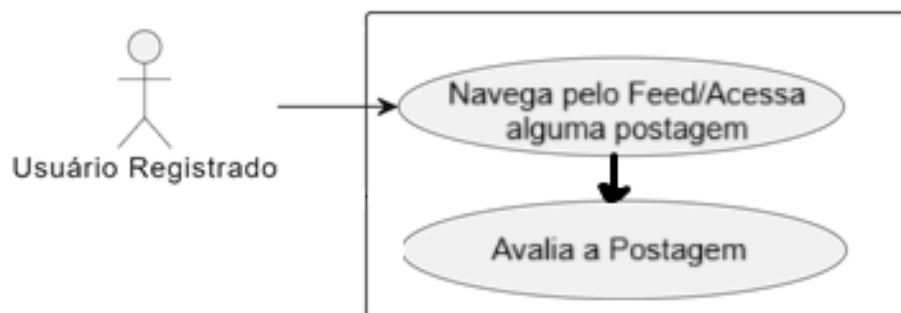 Navega pelo Feed/Acessa
alguma postagem
Usuário Registrado
Avalia a Postagem